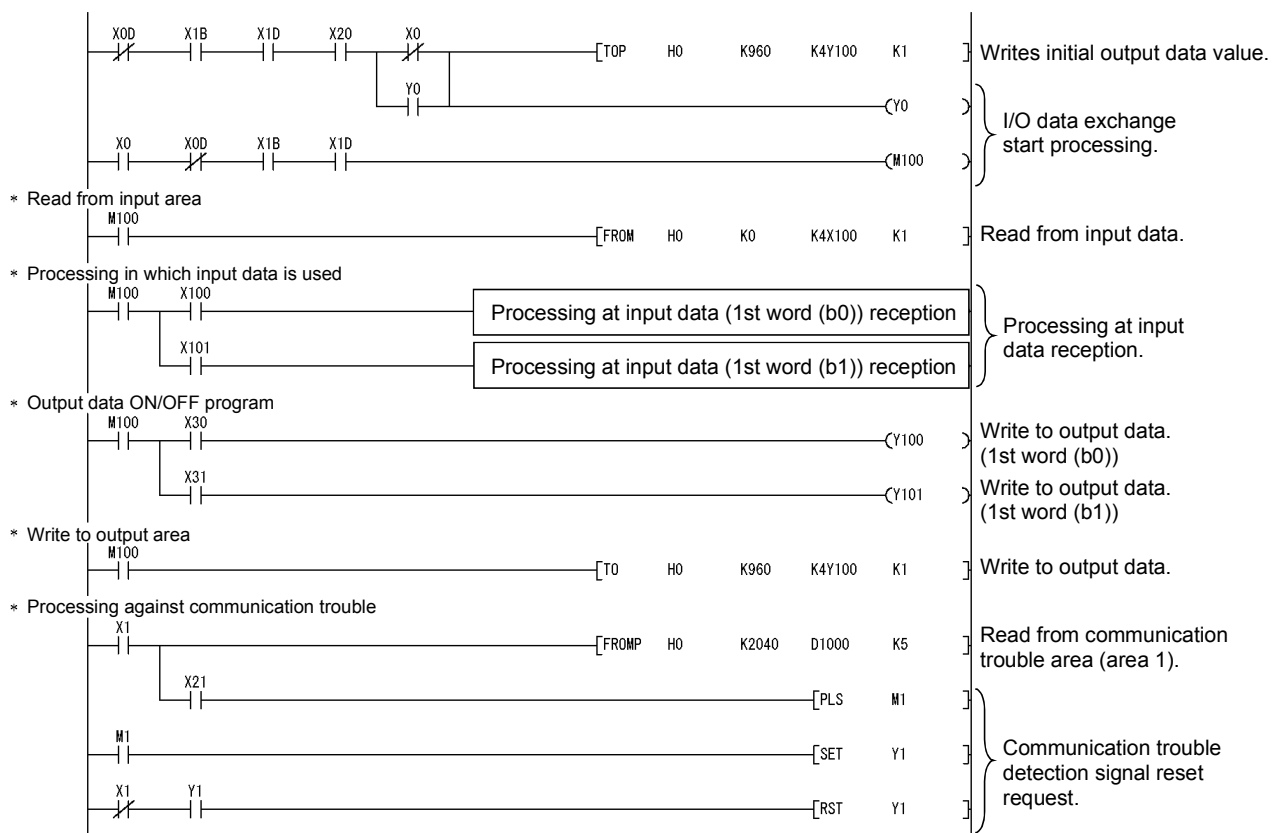 X0D X1B X1D X20 X0
TOP H0 K960 K4Y100 K1 Writes initial output data value.
Y0
Y0
I/O data exchange
start processing.
X0 X0D X1B X1D
M100
* Read from input area
M100
FROM H0 K0 K4X100 K1 Read from input data.
* Processing in which input data is used
M100 X100
Processing at input data (1st word (b0)) reception
X101
Processing at input data (1st word (b1)) reception
Processing at input
data reception.
* Output data ON/OFF program
M100 X30
Y100 Write to output data.
(1st word (b0))
X31
Y101 Write to output data.
(1st word (b1))
* Write to output area
M100
TO H0 K960 K4Y100 K1 Write to output data.
* Processing against communication trouble
X1
FROMP H0 K2040 D1000 K5 Read from communication
trouble area (area 1).
X21
PLS M1
M1
SET Y1
Communication trouble
detection signal reset
request.
X1 Y1
RST Y1